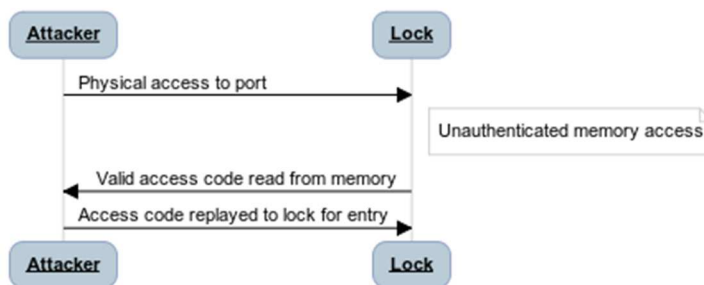 Attacker
Lock
Physical access to port
Unauthenticated memory access
Valid access code read from memory
Access code replayed to lock for entry
Attacker
Lock